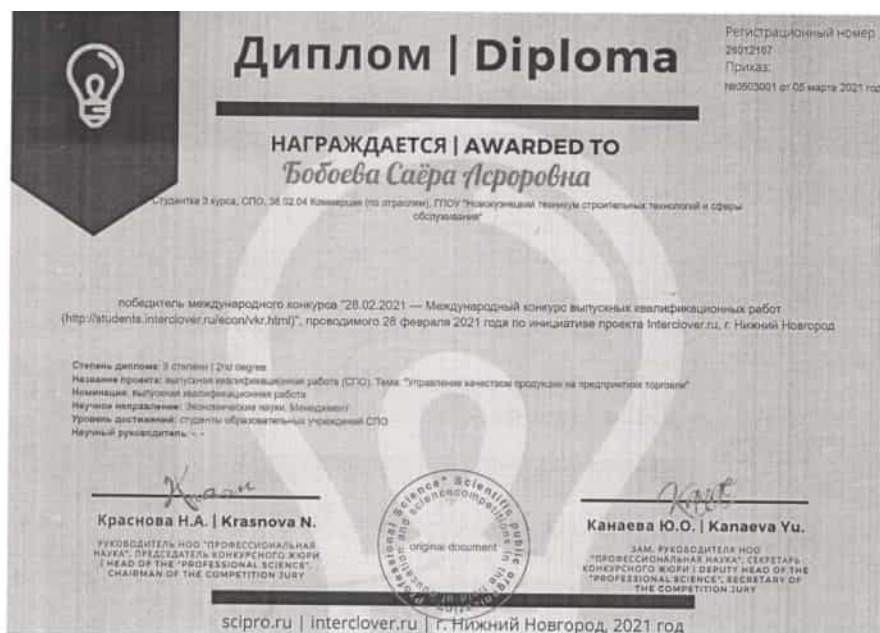 Диплом | Diploma
Регистрационный номер
26012107
Приказ:
№0503001 от 05 марта 2021 год
НАГРАЖДАЕТСЯ | AWARDED TO
Бобоева Саёра Асроровна
Студентка 3 курса, СПО, 38.02.04 Коммерция (по отраслям), ГПОУ "Новокузнецкий техникум строительных технологий и сферы
обслуживания"
победитель международного конкурса "28.02.2021 — Международный конкурс выпускных квалификационных работ
(http://students.interclover.ru/econ/vkr.html)", проводимого 28 февраля 2021 года по инициативе проекта Interclover.ru, г. Нижний Новгород
Степень диплома: II степени | 2nd degree
Название проекта: выпускная квалификационная работа (СПО). Тема: "Управление качеством продукции на предприятиях торговли"
Номинация: выпускная квалификационная работа
Научное направление: Экономические науки, Менеджмент
Уровень достижений: студенты образовательных учреждений СПО
Научный руководитель: - -
Краснова Н.А. | Krasnova N.
РУКОВОДИТЕЛЬ НОО "ПРОФЕССИОНАЛЬНАЯ
НАУКА", ПРЕДСЕДАТЕЛЬ КОНКУРСНОГО ЖЮРИ
| HEAD OF THE "PROFESSIONAL SCIENCE",
CHAIRMAN OF THE COMPETITION JURY
original document
Канаева Ю.О. | Kanaeva Yu.
ЗАМ. РУКОВОДИТЕЛЯ НОО
"ПРОФЕССИОНАЛЬНАЯ НАУКА", СЕКРЕТАРЬ
КОНКУРСНОГО ЖЮРИ | DEPUTY HEAD OF THE
"PROFESSIONAL SCIENCE", SECRETARY OF
THE COMPETITION JURY
scipro.ru | interclover.ru | г. Нижний Новгород, 2021 год